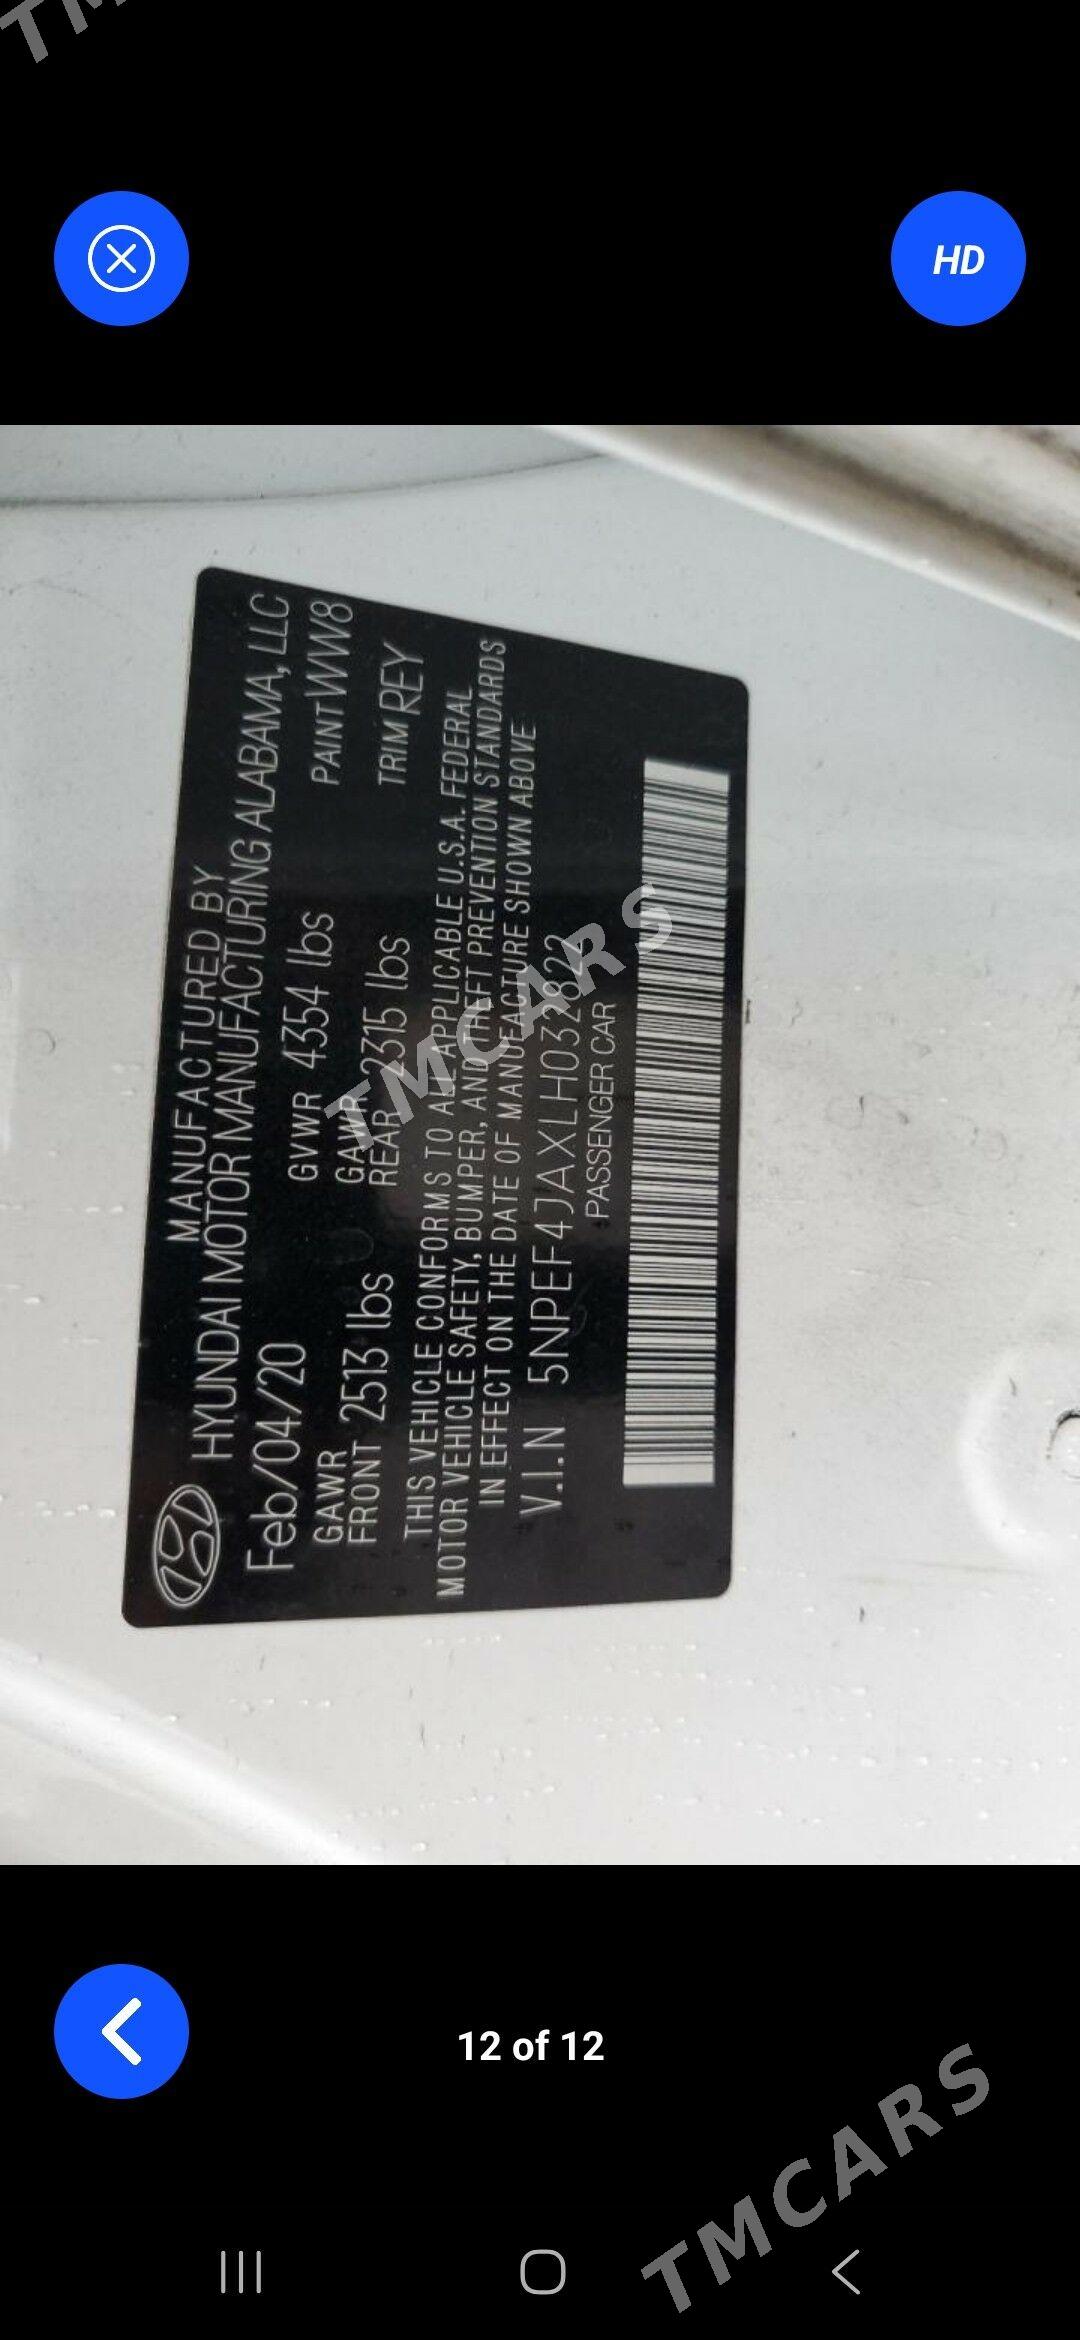 TM
HD
MANUFACTURED BY
HYUNDAI MOTOR MANUFACTURING ALABAMA, LLC
Feb/04/20 GVWR 4354 lbs PAINT WW8
GAWR GAWR
FRONT 2513 lbs REAR 2315 lbs TRIM REY
THIS VEHICLE CONFORMS TO ALL APPLICABLE U.S.A. FEDERAL
MOTOR VEHICLE SAFETY, BUMPER, AND THEFT PREVENTION STANDARDS
IN EFFECT ON THE DATE OF MANUFACTURE SHOWN ABOVE
V.I.N 5NPEF4JAXLH032822
PASSENGER CAR
TMCARS
12 of 12
TMCARS